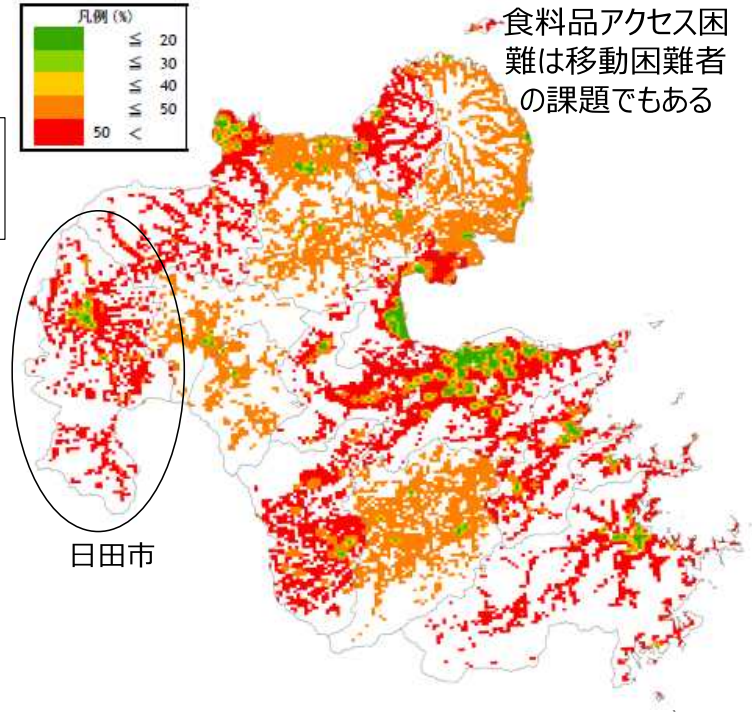 凡例(%)
≦ 20
≦ 30
≦ 40
≦ 50
50 <
食料品アクセス困
難は移動困難者
の課題でもある
日田市